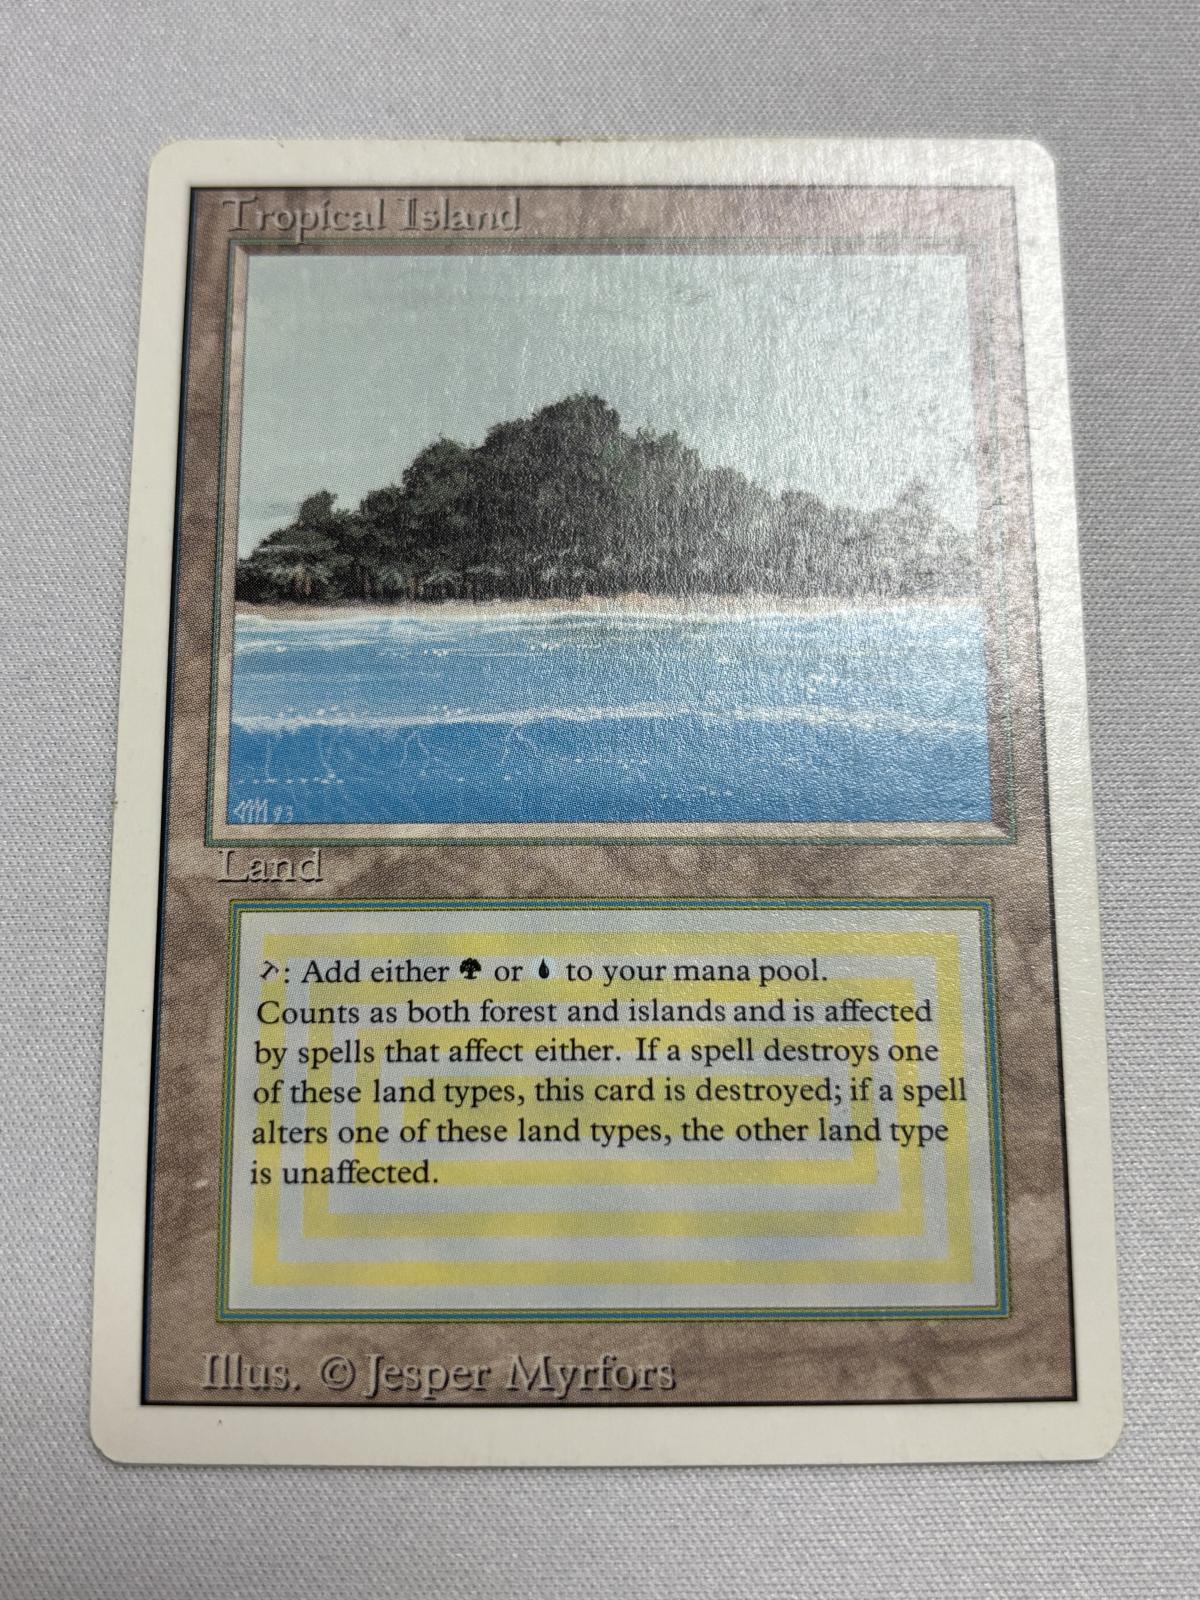 Tropical Island
JMM 93
Land
: Add either or to your mana pool.
Counts as both forest and islands and is affected
by spells that affect either. If a spell destroys one
of these land types, this card is destroyed; if a spell
alters one of these land types, the other land type
is unaffected.
Illus. © Jesper Myrfors